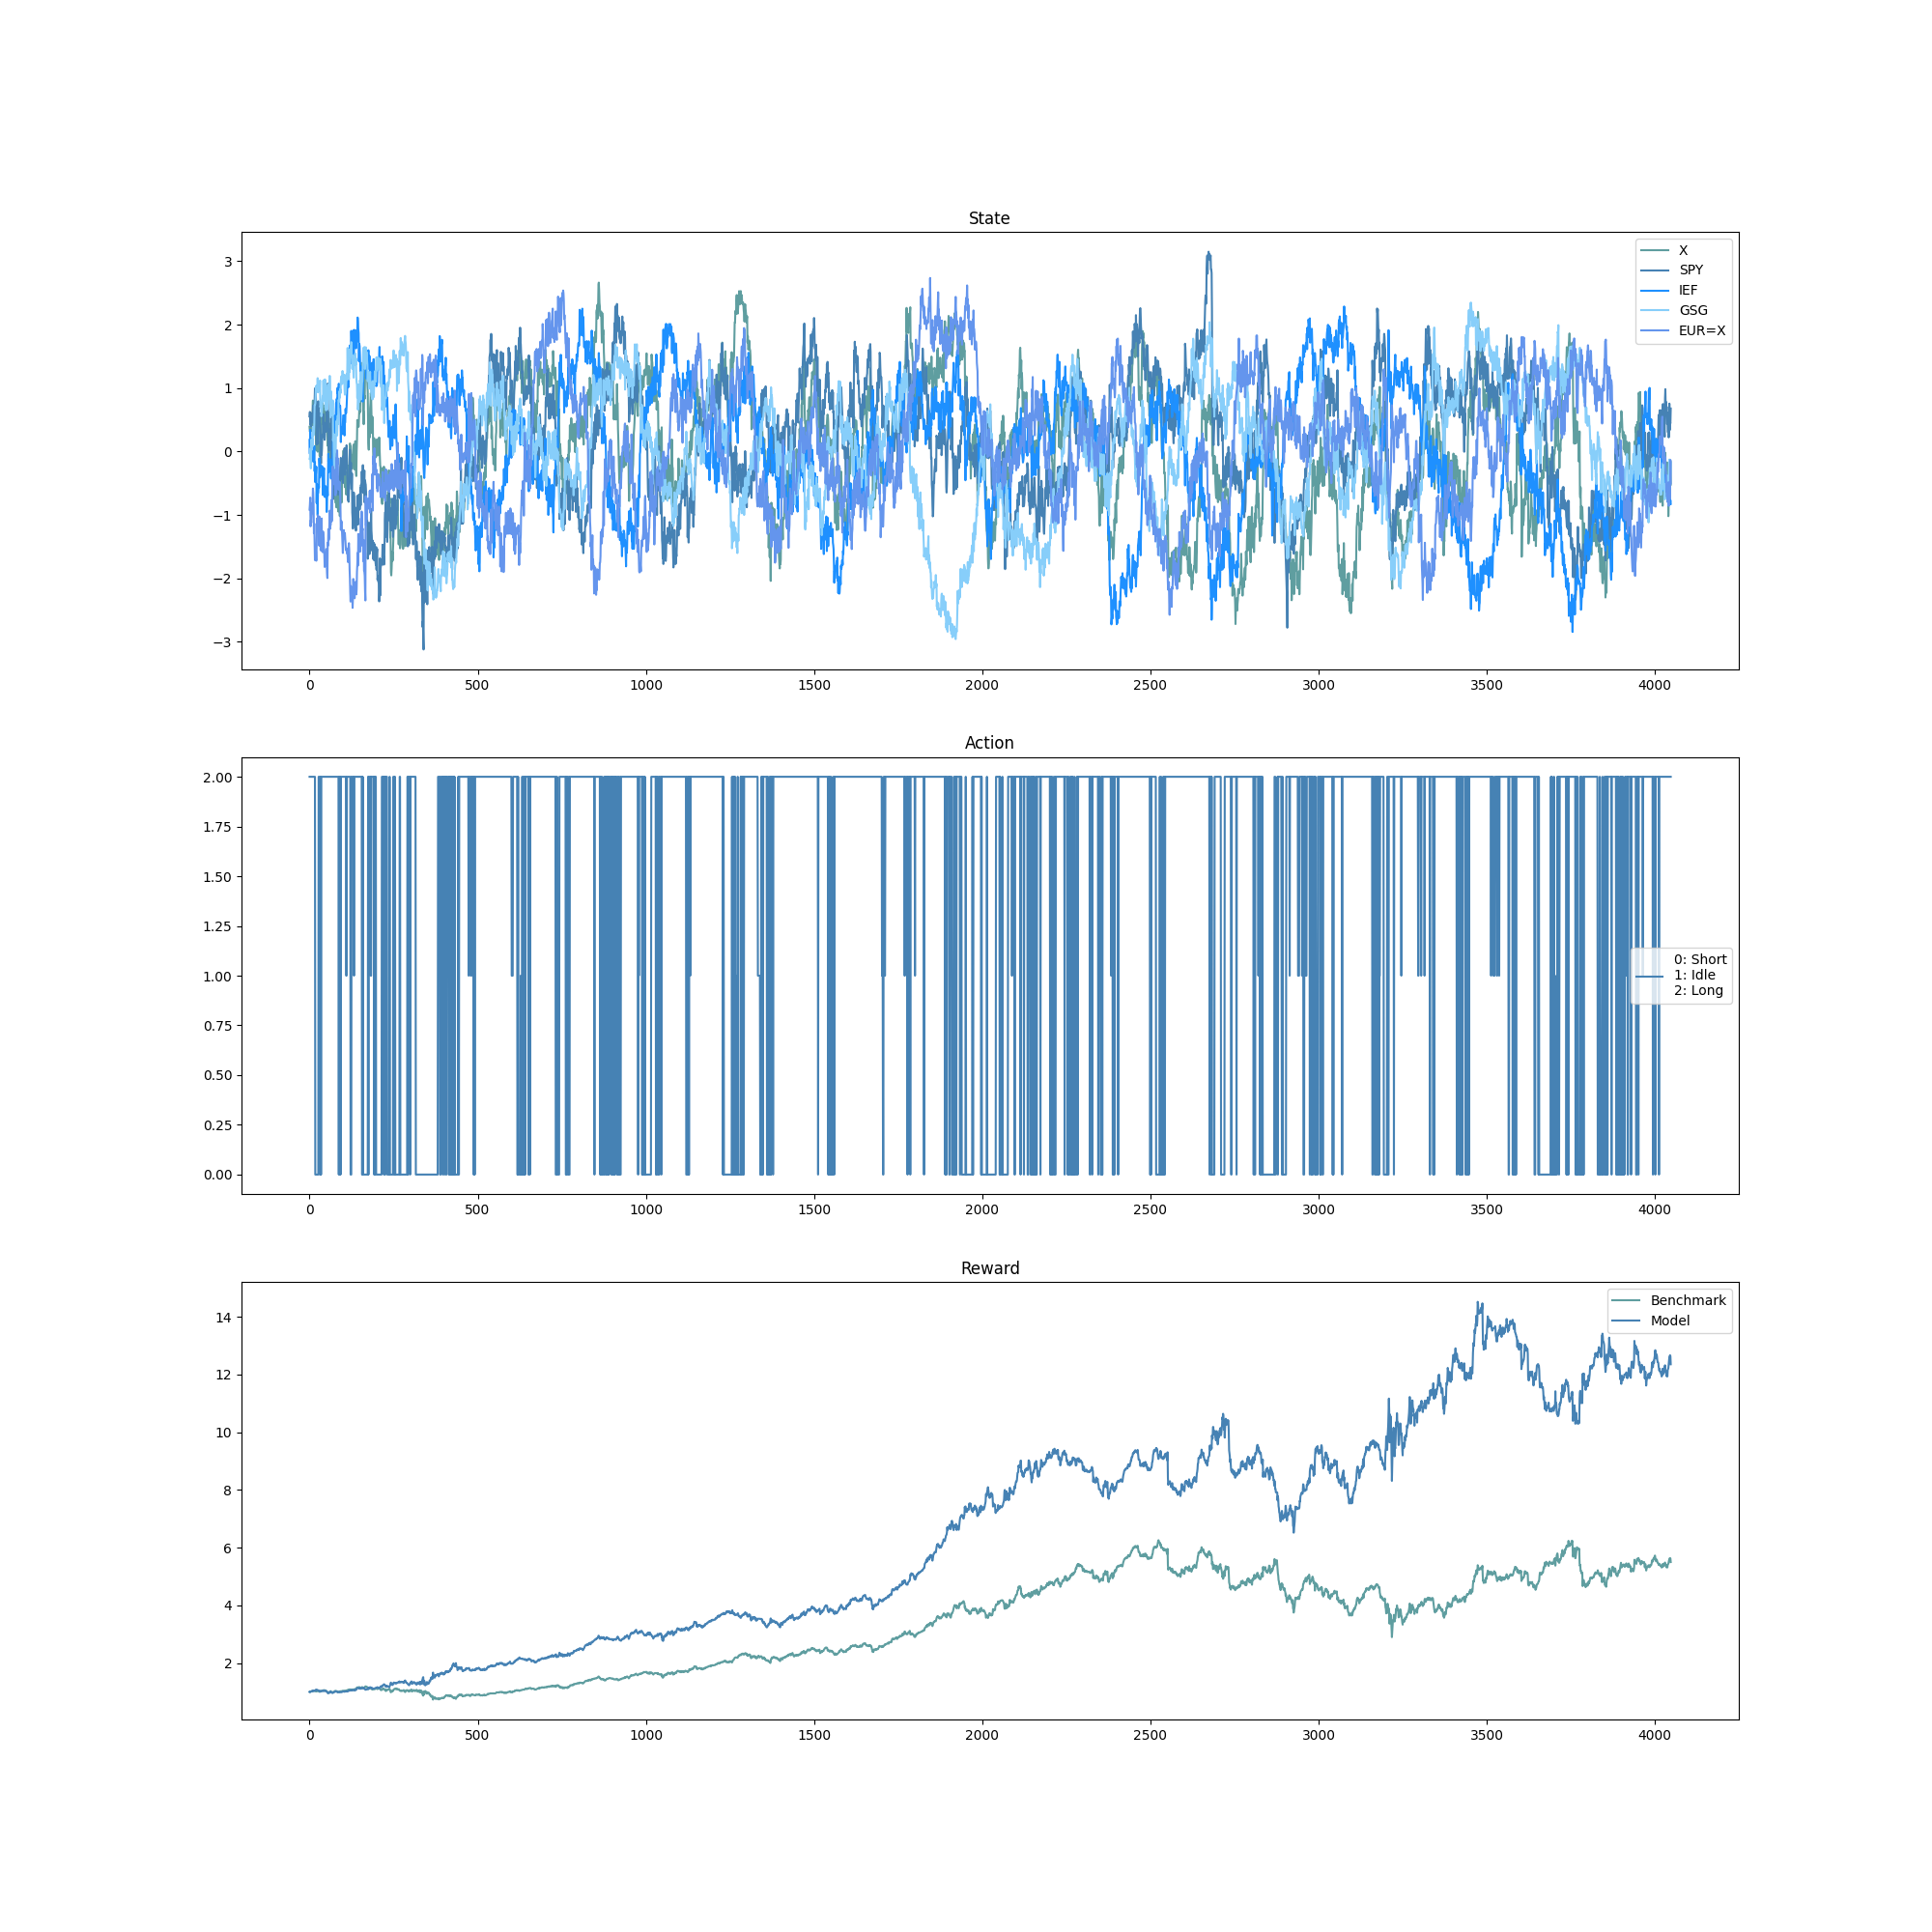 State
3
2
1
0
−1
−2
−3
X
SPY
IEF
GSG
EUR=X
0 500 1000 1500 2000 2500 3000 3500 4000
Action
2.00
1.75
1.50
1.25
1.00
0.75
0.50
0.25
0.00
0: Short
1: Idle
2: Long
0 500 1000 1500 2000 2500 3000 3500 4000
Reward
14
12
10
8
6
4
2
Benchmark
Model
0 500 1000 1500 2000 2500 3000 3500 4000